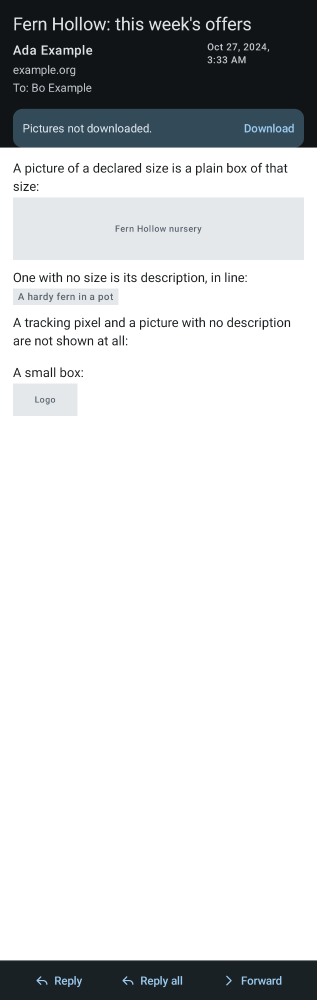 Fern Hollow: this week's offers
Ada Example
Oct 27, 2024,
3:33 AM
example.org
To: Bo Example
Pictures not downloaded.
Download
A picture of a declared size is a plain box of that
size:
Fern Hollow nursery
One with no size is its description, in line:
A hardy fern in a pot
A tracking pixel and a picture with no description
are not shown at all:
A small box:
Logo
Reply
Reply all
Forward